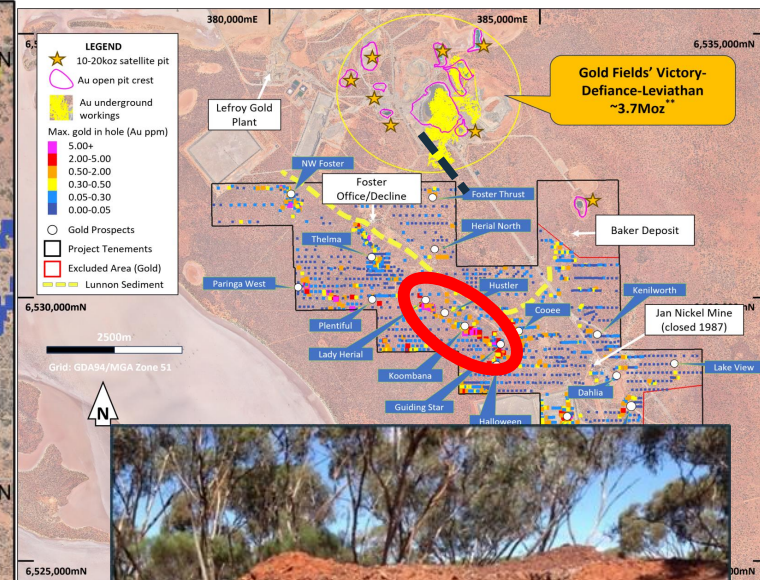 N
N
380,000mE
385,000mE
6,5
6,535,000mN
LEGEND
10-20koz satellite pit
Au open pit crest
Au underground
workings
Max. gold in hole (Au ppm)
5.00+
2.00-5.00
0.50-2.00
0.30-0.50
0.05-0.30
0.00-0.05
Gold Prospects
Project Tenements
Excluded Area (Gold)
Lunnon Sediment
Gold Fields' Victory-
Defiance-Leviathan
~3.7Moz**
Lefroy Gold
Plant
NW Foster
Foster
Office/Decline
Foster Thrust
Baker Deposit
Thelma
Herial North
Paringa West
Hustler
Kenilworth
6,530,000mN
Cooee
Jan Nickel Mine
(closed 1987)
Plentiful
2500m
Lady Herial
Grid: GDA94/MGA Zone 51
Koombana
Lake View
Dahlia
Guiding Star
N
Halloween
6,525,000mN
0mN